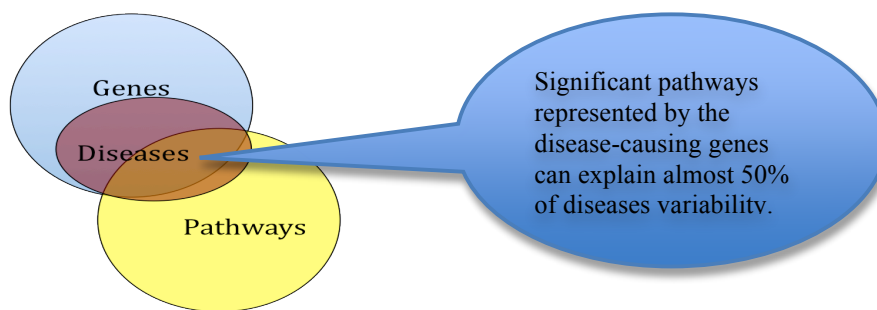 Genes
Diseases
Pathways
Significant pathways
represented by the
disease-causing genes
can explain almost 50%
of diseases variability.